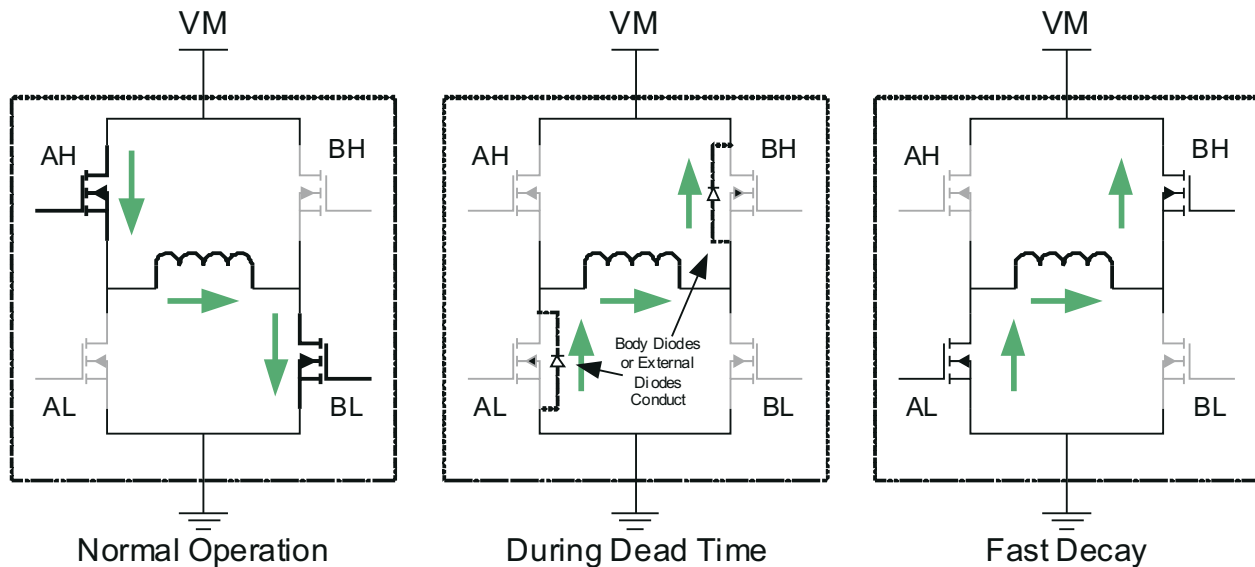 VM
VM
VM
AH
BH
AH
BH
AH
BH
Body Diodes
or External
Diodes
Conduct
AL
BL
AL
BL
AL
BL
Normal Operation
During Dead Time
Fast Decay